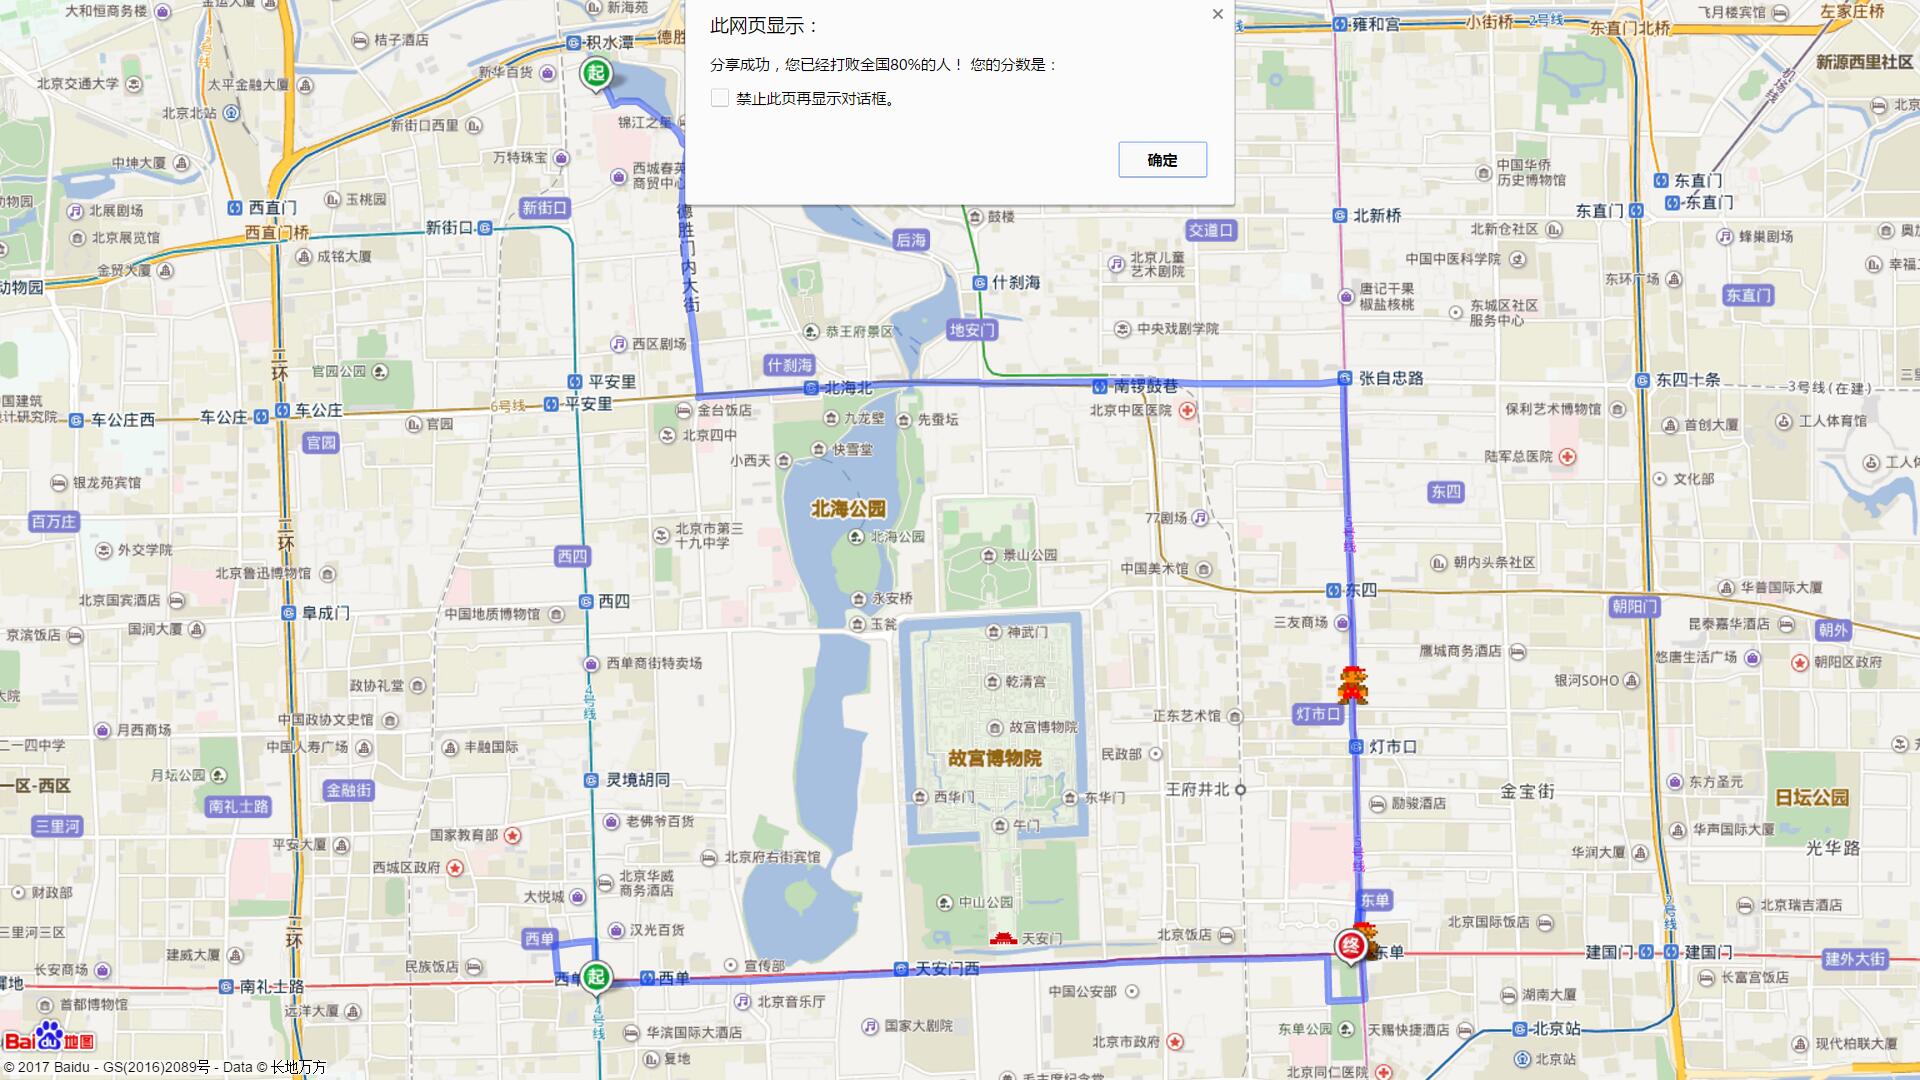 此网页显示：
分享成功，您已经打败全国80%的人！ 您的分数是：
禁止此页再显示对话框。
确定
大和恒商务楼
金运大厦
新海苑
桔子酒店
积水潭
德胜
新华百货
起
北京交通大学
太平金融大厦
北京北站
新街口西里
锦江之星
中坤大厦
万特珠宝
西城春英
商贸中心
玉桃园
新街口
北展剧场
西直门
新街口
北京展览馆
西直门桥
成铭大厦
金贸大厦
动物园
德胜门内大街
后海
鼓楼
什刹海
恭王府景区
地安门
西区剧场
什刹海
北海北
官园公园
平安里
平安里
6号线
车公庄西
车公庄
车公庄
官园
官园
二环
金台饭店
北京四中
九龙壁
先蚕坛
快雪堂
小西天
北海公园
北海公园
永安桥
玉瓮
银龙苑宾馆
百万庄
外交学院
北京市第三
十九中学
西四
西四
北京鲁迅博物馆
北京国宾酒店
国润大厦
京滨饭店
阜成门
中国地质博物馆
二环
西单商街特卖场
4号线
政协礼堂
中国政协文史馆
中国人寿广场
丰融国际
月西商场
二一四中学
月坛公园
一区-西区
南礼士路
金融街
三里河
灵境胡同
老佛爷百货
国家教育部
平安大厦
西城区政府
北京府右街宾馆
北京华威
商务酒店
大悦城
汉光百货
财政部
三里河三区
建威大厦
二环
民族饭店
西单
西单
起
宣传部
天安门西
长安商场
南礼士路
首都博物馆
远洋大厦
北京音乐厅
4号线
华滨国际大酒店
国家大剧院
复地
神武门
乾清宫
故宫博物院
故宫博物院
西华门
东华门
午门
中山公园
天安门
景山公园
中国美术馆
77剧场
南锣鼓巷
北京中医医院
中央戏剧学院
北京儿童
艺术剧院
交道口
雍和宫
小街桥
2号线
东直门北桥
飞月楼宾馆
左家庄桥
新源西里社区
机场线
中国华侨
历史博物馆
北新桥
东直门
东直门
东直门
北新仓社区
蜂巢剧场
中国中医科学院
东环广场
唐记干果
椒盐核桃
东城区社区
服务中心
东直门
张自忠路
东四十条
3号线(在建)
保利艺术博物馆
首创大厦
工人体育馆
陆军总医院
文化部
东四
5号线
朝内头条社区
东四
华普国际大厦
朝阳门
三友商场
昆泰嘉华酒店
朝外
鹰城商务酒店
悠唐生活广场
朝阳区政府
银河SOHO
灯市口
正东艺术馆
灯市口
民政部
王府井北
励骏酒店
金宝街
东方圣元
日坛公园
华声国际大厦
华润大厦
光华路
5号线
东单
2号线
北京国际饭店
北京瑞吉酒店
北京饭店
终
东单
建国门
建国门
建外大街
长富宫饭店
中国公安部
湖南大厦
东单公园
天赐快捷酒店
北京站
北京站
北京市政府
北京同仁医院
现代柏联大厦
Bai 地图
© 2017 Baidu - GS(2016)2089号 - Data © 长地万方